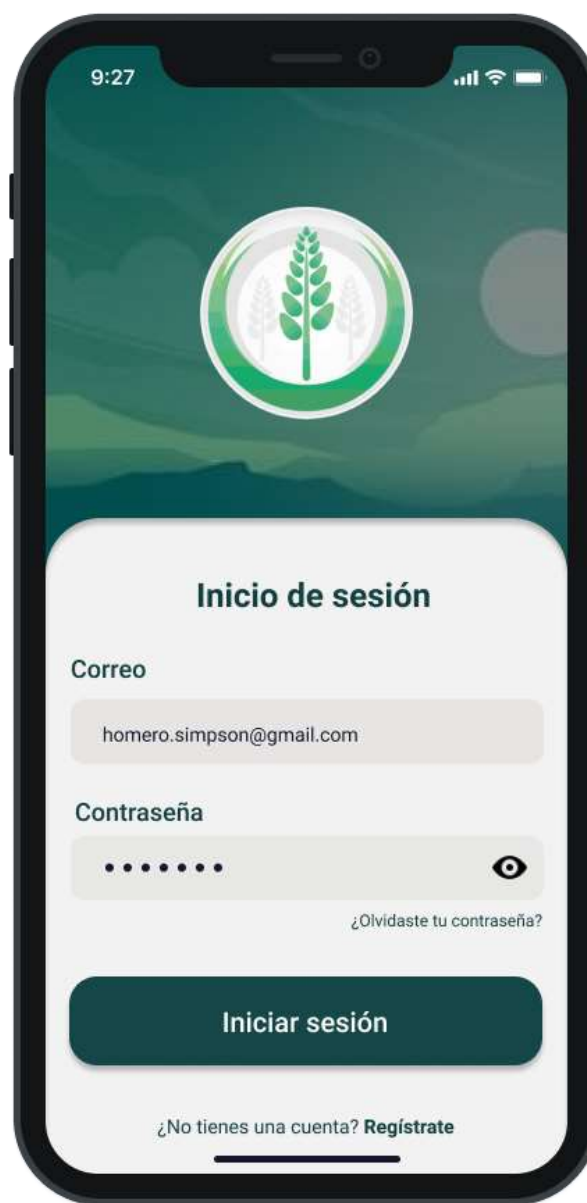 9:27
Inicio de sesión
Correo
homero.simpson@gmail.com
Contraseña
•••••••
¿Olvidaste tu contraseña?
Iniciar sesión
¿No tienes una cuenta? Regístrate